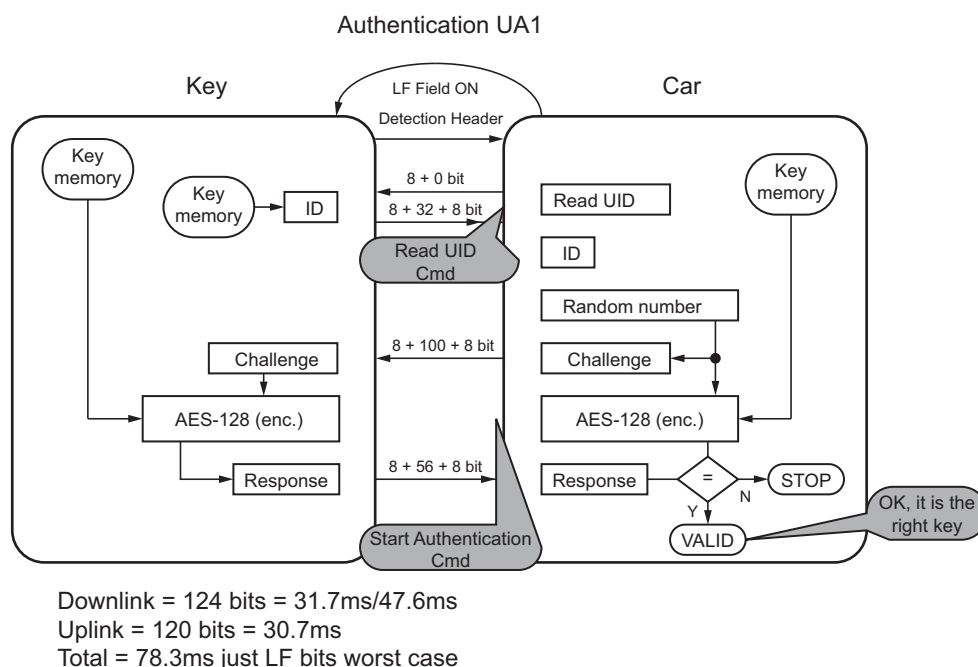 Authentication UA1
Key
Car
LF Field ON
Detection Header
Key
memory
Key
memory
ID
8 + 0 bit
8 + 32 + 8 bit
Read UID
Cmd
Read UID
ID
Key
memory
Random number
8 + 100 + 8 bit
Challenge
Challenge
AES-128 (enc.)
AES-128 (enc.)
Response
8 + 56 + 8 bit
Response
=
N
STOP
Y
VALID
OK, it is the
right key
Start Authentication
Cmd
Downlink = 124 bits = 31.7ms/47.6ms
Uplink = 120 bits = 30.7ms
Total = 78.3ms just LF bits worst case